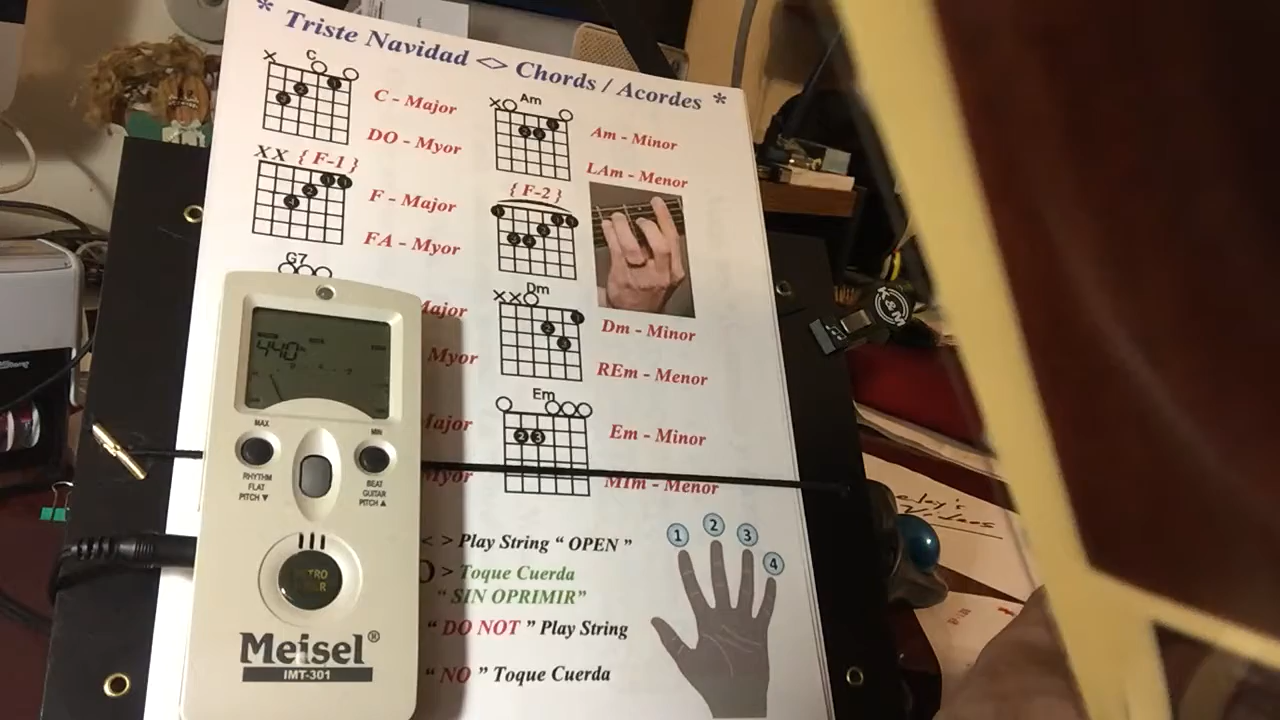 * Triste Navidad <> Chords / Acordes *
X C
C - Major
DO - Myor
X Am
Am - Minor
LAm - Menor
XX { F-1 }
F - Major
FA - Myor
{ F-2 }
G7
Major
Myor
XX Dm
Dm - Minor
REm - Menor
Major
Myor
Em
Em - Minor
MIm - Menor
< > Play String “ OPEN ”
O > Toque Cuerda
“ SIN OPRIMIR”
“ DO NOT ” Play String
“ NO ” Toque Cuerda
1 2 3 4
440
MAX
MIN
RHYTHM
FLAT
PITCH ▼
BEAT
GUITAR
PITCH ▲
Meisel®
IMT-301
K&M